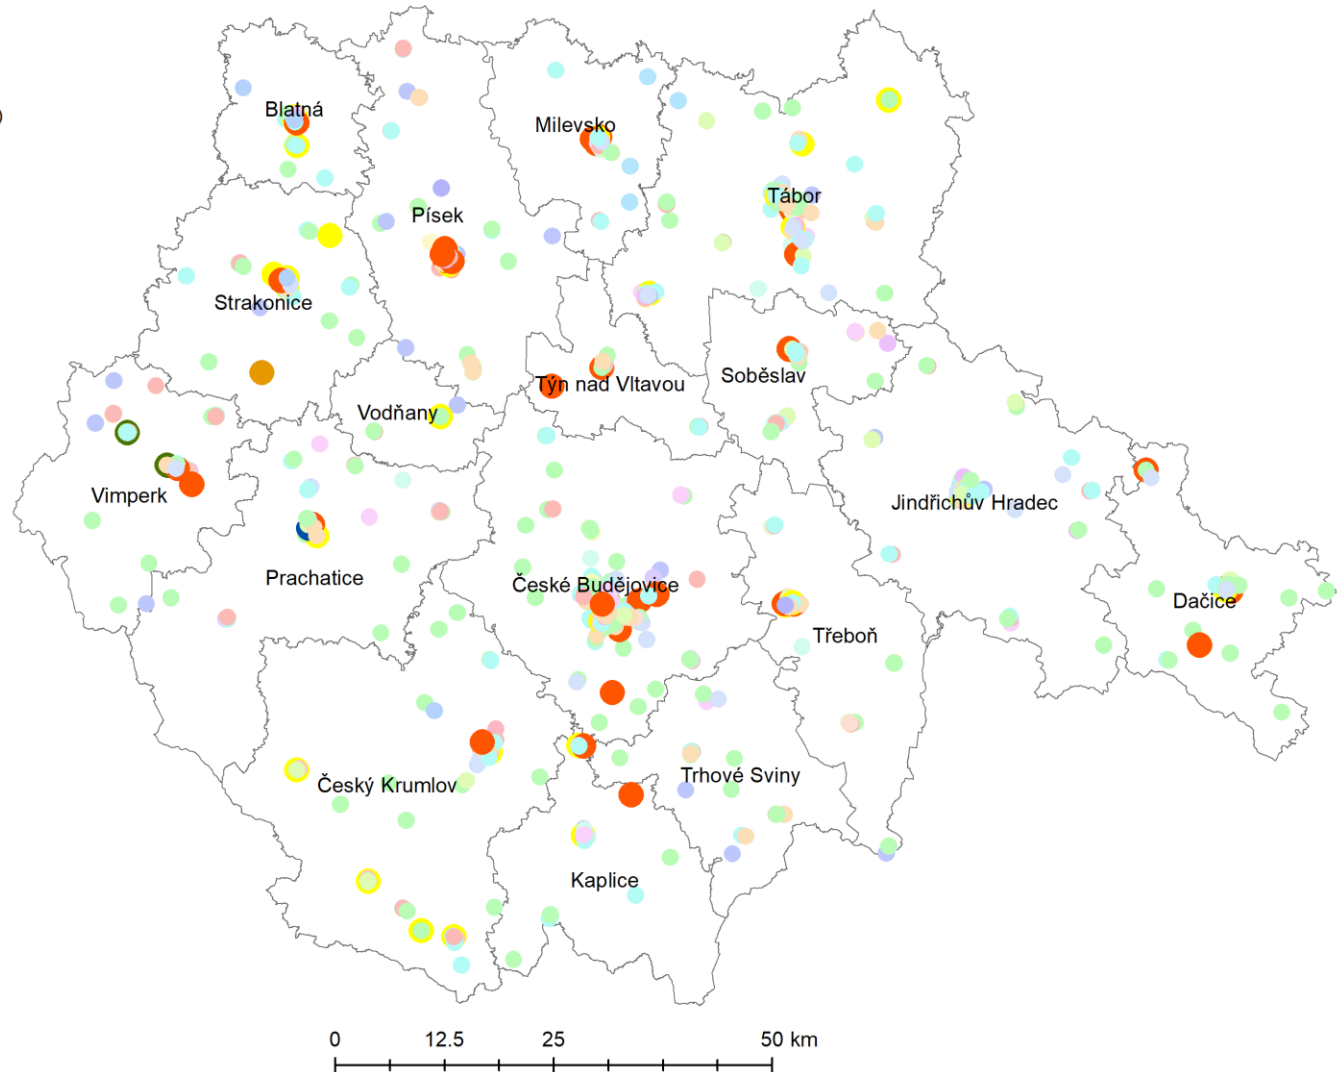 Blatná
Milevsko
Tábor
Písek
Strakonice
Týn nad Vltavou
Soběslav
Vodňany
Vimperk
Jindřichův Hradec
Prachatice
České Budějovice
Dačice
Třeboň
Český Krumlov
Trhové Sviny
Kaplice
0 12.5 25 50 km